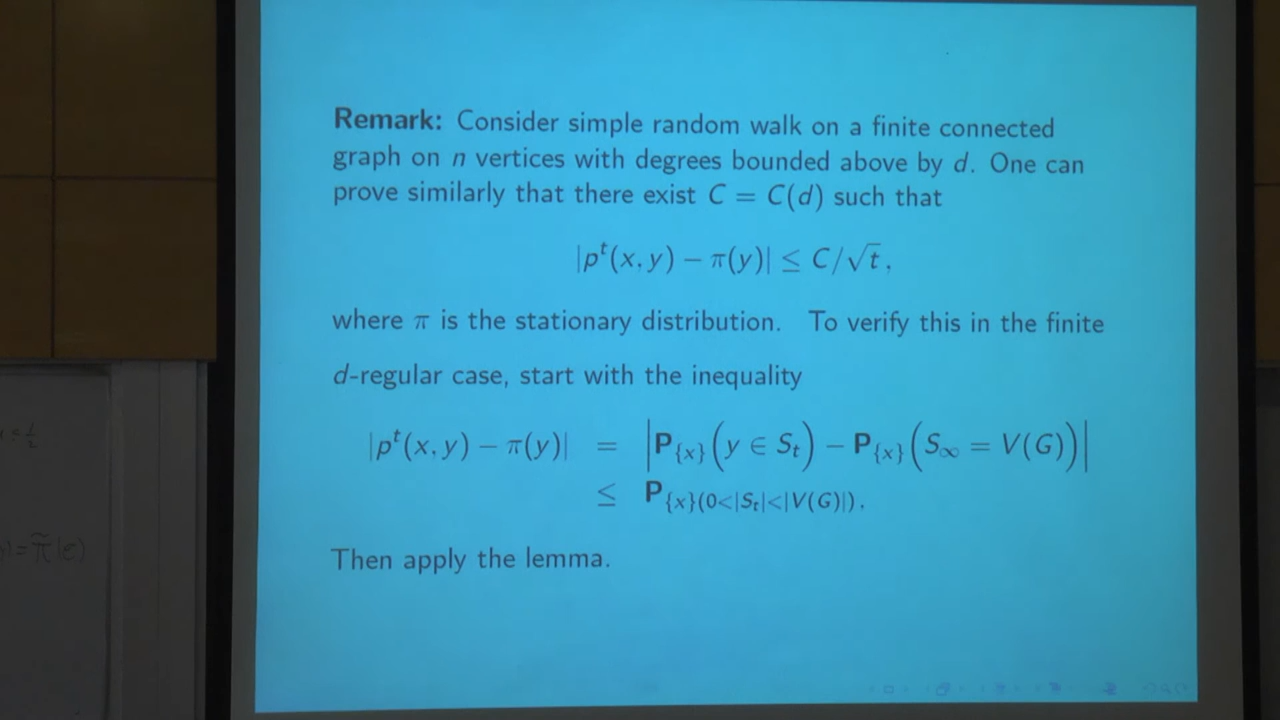 Remark: Consider simple random walk on a finite connected
graph on n vertices with degrees bounded above by d. One can
prove similarly that there exist C = C(d) such that
|p^t(x, y) − π(y)| ≤ C/√t,
where π is the stationary distribution. To verify this in the finite
d-regular case, start with the inequality
|p^t(x, y) − π(y)| = |P_{x}(y ∈ S_t) − P_{x}(S_∞ = V(G))|
≤ P_{x}(0<|S_t|<|V(G)|).
Then apply the lemma.